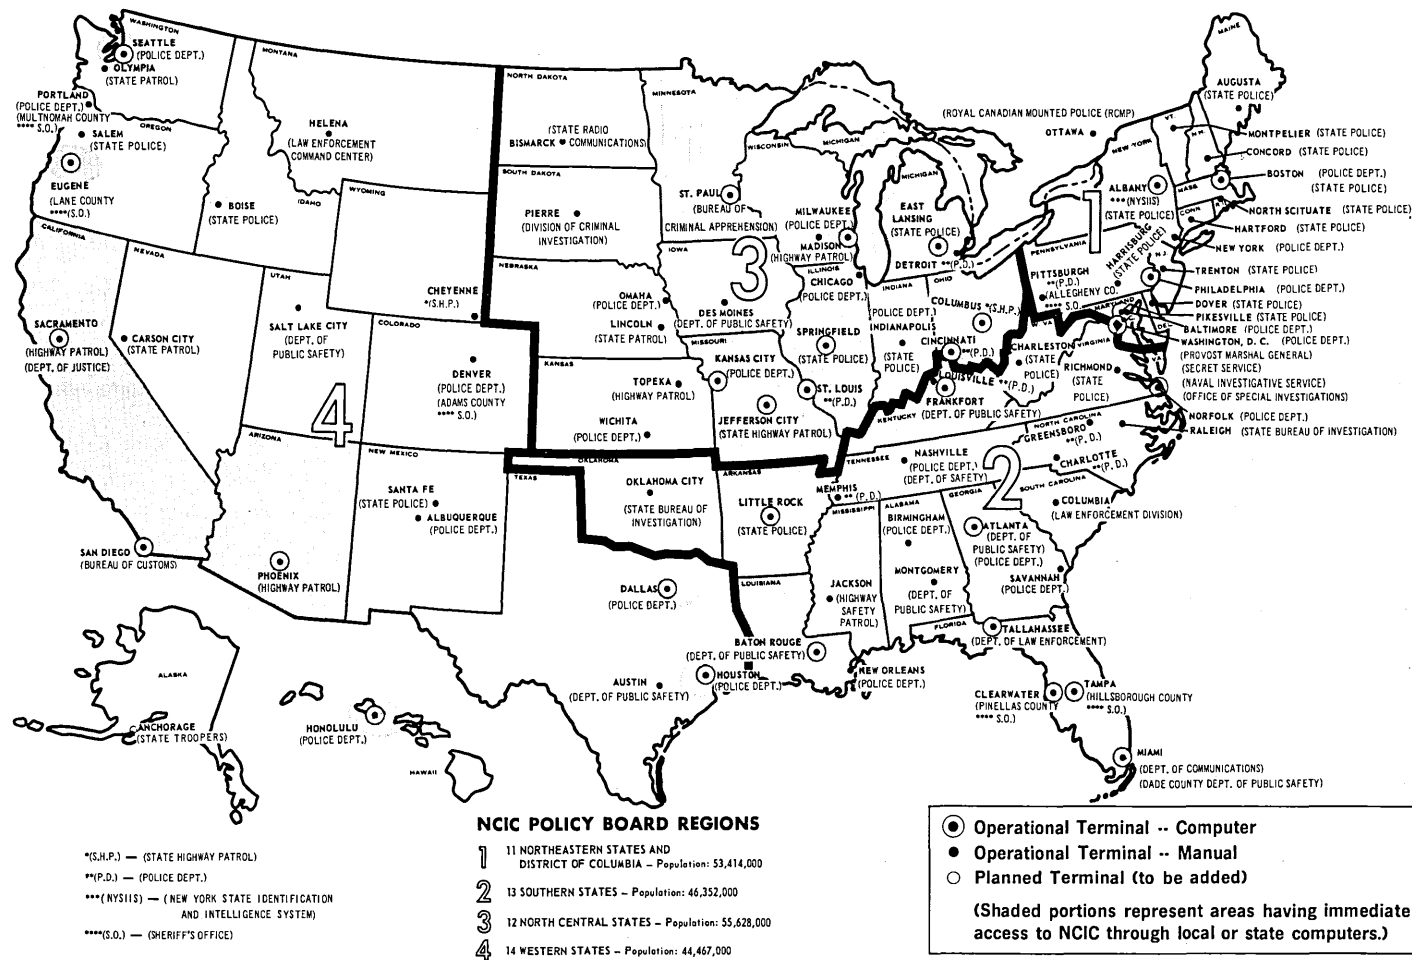 WASHINGTON
SEATTLE
(POLICE DEPT.)
OLYMPIA
(STATE PATROL)
PORTLAND
(POLICE DEPT.)
(MULTNOMAH COUNTY
**** S.O.)
OREGON
SALEM
(STATE POLICE)
EUGENE
(LANE COUNTY
****(S.O.)
MONTANA
HELENA
(LAW ENFORCEMENT
COMMAND CENTER)
IDAHO
BOISE
(STATE POLICE)
WYOMING
CHEYENNE
*(S.H.P.)
CALIFORNIA
SACRAMENTO
(HIGHWAY PATROL)
(DEPT. OF JUSTICE)
SAN DIEGO
(BUREAU OF CUSTOMS)
NEVADA
CARSON CITY
(STATE PATROL)
UTAH
SALT LAKE CITY
(DEPT. OF
PUBLIC SAFETY)
COLORADO
DENVER
(POLICE DEPT.)
(ADAMS COUNTY
**** S.O.)
4
ARIZONA
PHOENIX
(HIGHWAY PATROL)
NEW MEXICO
SANTA FE
(STATE POLICE)
ALBUQUERQUE
(POLICE DEPT.)
NORTH DAKOTA
(STATE RADIO
BISMARCK COMMUNICATIONS)
SOUTH DAKOTA
PIERRE
(DIVISION OF CRIMINAL
INVESTIGATION)
NEBRASKA
OMAHA
(POLICE DEPT.)
LINCOLN
(STATE PATROL)
KANSAS
TOPEKA
(HIGHWAY PATROL)
WICHITA
(POLICE DEPT.)
MINNESOTA
ST. PAUL
(BUREAU OF
CRIMINAL APPREHENSION)
IOWA
3
DES MOINES
(DEPT. OF PUBLIC SAFETY)
MISSOURI
KANSAS CITY
(POLICE DEPT.)
JEFFERSON CITY
(STATE HIGHWAY PATROL)
ST. LOUIS
**(P.D.)
WISCONSIN
MILWAUKEE
(POLICE DEPT.)
MADISON
(HIGHWAY PATROL)
ILLINOIS
CHICAGO
(POLICE DEPT.)
SPRINGFIELD
(STATE POLICE)
MICHIGAN
MICHIGAN
EAST
LANSING
(STATE POLICE)
DETROIT **(P.D.)
INDIANA
(POLICE DEPT.)
INDIANAPOLIS
(STATE
POLICE)
OHIO
COLUMBUS *(S.H.P.)
CINCINNATI
**(P.D.)
OKLAHOMA
OKLAHOMA CITY
(STATE BUREAU OF
INVESTIGATION)
TEXAS
DALLAS
(POLICE DEPT.)
AUSTIN
(DEPT. OF PUBLIC SAFETY)
HOUSTON
(POLICE DEPT.)
ARKANSAS
LITTLE ROCK
(STATE POLICE)
LOUISIANA
BATON ROUGE
(DEPT. OF PUBLIC SAFETY)
NEW ORLEANS
(POLICE DEPT.)
KENTUCKY
LOUISVILLE **(P.D.)
FRANKFORT
(DEPT. OF PUBLIC SAFETY)
TENNESSEE
NASHVILLE
(POLICE DEPT.)
(DEPT. OF SAFETY)
MEMPHIS
** (P.D.)
MISSISSIPPI
JACKSON
(HIGHWAY
SAFETY
PATROL)
ALABAMA
BIRMINGHAM
(POLICE DEPT.)
MONTGOMERY
(DEPT. OF
PUBLIC SAFETY)
GEORGIA
2
ATLANTA
(DEPT. OF
PUBLIC SAFETY)
(POLICE DEPT.)
SAVANNAH
(POLICE DEPT.)
FLORIDA
TALLAHASSEE
(DEPT. OF LAW ENFORCEMENT)
CLEARWATER
(PINELLAS COUNTY
**** S.O.)
TAMPA
(HILLSBOROUGH COUNTY
**** S.O.)
MIAMI
(DEPT. OF COMMUNICATIONS)
(DADE COUNTY DEPT. OF PUBLIC SAFETY)
SOUTH CAROLINA
COLUMBIA
(LAW ENFORCEMENT DIVISION)
NORTH CAROLINA
GREENSBORO
**(P.D.)
CHARLOTTE
**(P.D.)
W. VA.
CHARLESTON
(STATE
POLICE)
VIRGINIA
RICHMOND
(STATE
POLICE)
VA.
(ROYAL CANADIAN MOUNTED POLICE (RCMP)
OTTAWA
MAINE
AUGUSTA
(STATE POLICE)
VT.
N.H.
NEW YORK
ALBANY
***(NYSIIS)
(STATE POLICE)
1
MASS.
CONN.
R.I.
PENNSYLVANIA
HARRISBURG
(STATE POLICE)
PITTSBURGH
**(P.D.)
(ALLEGHENY CO.
**** S.O.)
N.J.
MARYLAND
D.C.
DEL.
MONTPELIER (STATE POLICE)
CONCORD (STATE POLICE)
BOSTON (POLICE DEPT.)
(STATE POLICE)
NORTH SCITUATE (STATE POLICE)
HARTFORD (STATE POLICE)
NEW YORK (POLICE DEPT.)
TRENTON (STATE POLICE)
PHILADELPHIA (POLICE DEPT.)
DOVER (STATE POLICE)
PIKESVILLE (STATE POLICE)
BALTIMORE (POLICE DEPT.)
WASHINGTON, D. C. (POLICE DEPT.)
(PROVOST MARSHAL GENERAL)
(SECRET SERVICE)
(NAVAL INVESTIGATIVE SERVICE)
(OFFICE OF SPECIAL INVESTIGATIONS)
NORFOLK (POLICE DEPT.)
RALEIGH (STATE BUREAU OF INVESTIGATION)
ALASKA
ANCHORAGE
(STATE TROOPERS)
HONOLULU
(POLICE DEPT.)
HAWAII
*(S.H.P.) — (STATE HIGHWAY PATROL)
**(P.D.) — (POLICE DEPT.)
***(NYSIIS) — (NEW YORK STATE IDENTIFICATION
AND INTELLIGENCE SYSTEM)
****(S.O.) — (SHERIFF'S OFFICE)
NCIC POLICY BOARD REGIONS
1 11 NORTHEASTERN STATES AND
DISTRICT OF COLUMBIA – Population: 53,414,000
2 13 SOUTHERN STATES – Population: 46,352,000
3 12 NORTH CENTRAL STATES – Population: 55,628,000
4 14 WESTERN STATES – Population: 44,467,000
Operational Terminal -- Computer
Operational Terminal -- Manual
Planned Terminal (to be added)
(Shaded portions represent areas having immediate
access to NCIC through local or state computers.)